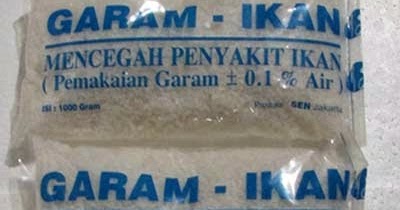 GARAM - IKAN
MENCEGAH PENYAKIT IKAN
( Pemakaian Garam ± 0.1 % Air )
ISI : 1000 Gram
SEN Jakarta
GARAM - IKAN